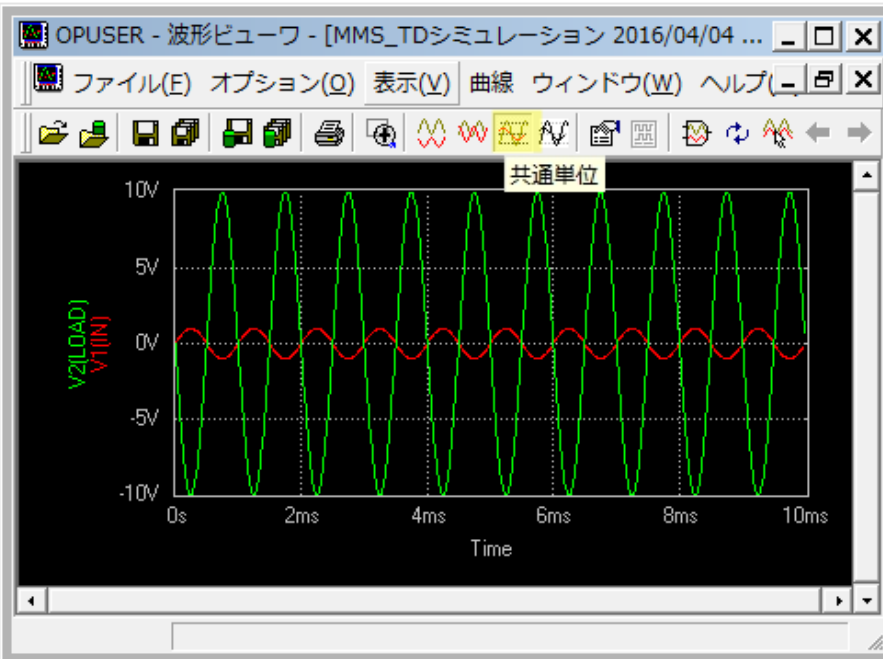 OPUSER - 波形ビューワ - [MMS_TDシミュレーション 2016/04/04 ...
ファイル(F) オプション(O) 表示(V) 曲線 ウィンドウ(W) ヘルプ(
共通単位
10V
5V
0V
-5V
-10V
V2(LOAD)
V1(IN)
0s 2ms 4ms 6ms 8ms 10ms
Time